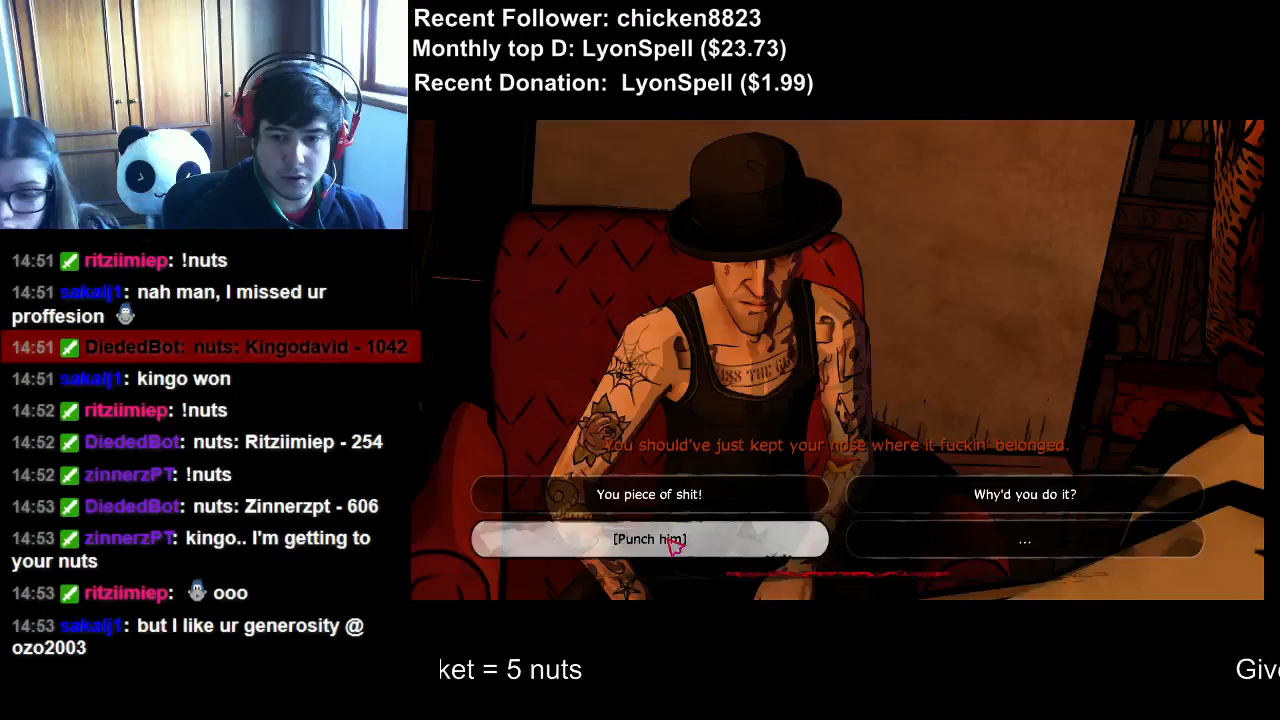 Recent Follower: chicken8823
Monthly top D: LyonSpell ($23.73)
Recent Donation: LyonSpell ($1.99)
14:51 ritziimiep: !nuts
14:51 sakalj1: nah man, I missed ur
proffesion
14:51 DiededBot: nuts: Kingodavid - 1042
14:51 sakalj1: kingo won
14:52 ritziimiep: !nuts
14:52 DiededBot: nuts: Ritziimiep - 254
14:52 zinnerzPT: !nuts
14:53 DiededBot: nuts: Zinnerzpt - 606
14:53 zinnerzPT: kingo.. I'm getting to
your nuts
14:53 ritziimiep: ooo
14:53 sakalj1: but I like ur generosity @
ozo2003
KISS THE
You should've just kept your nose where it fuckin' belonged.
You piece of shit!
Why'd you do it?
[Punch him]
...
ket = 5 nuts
Give